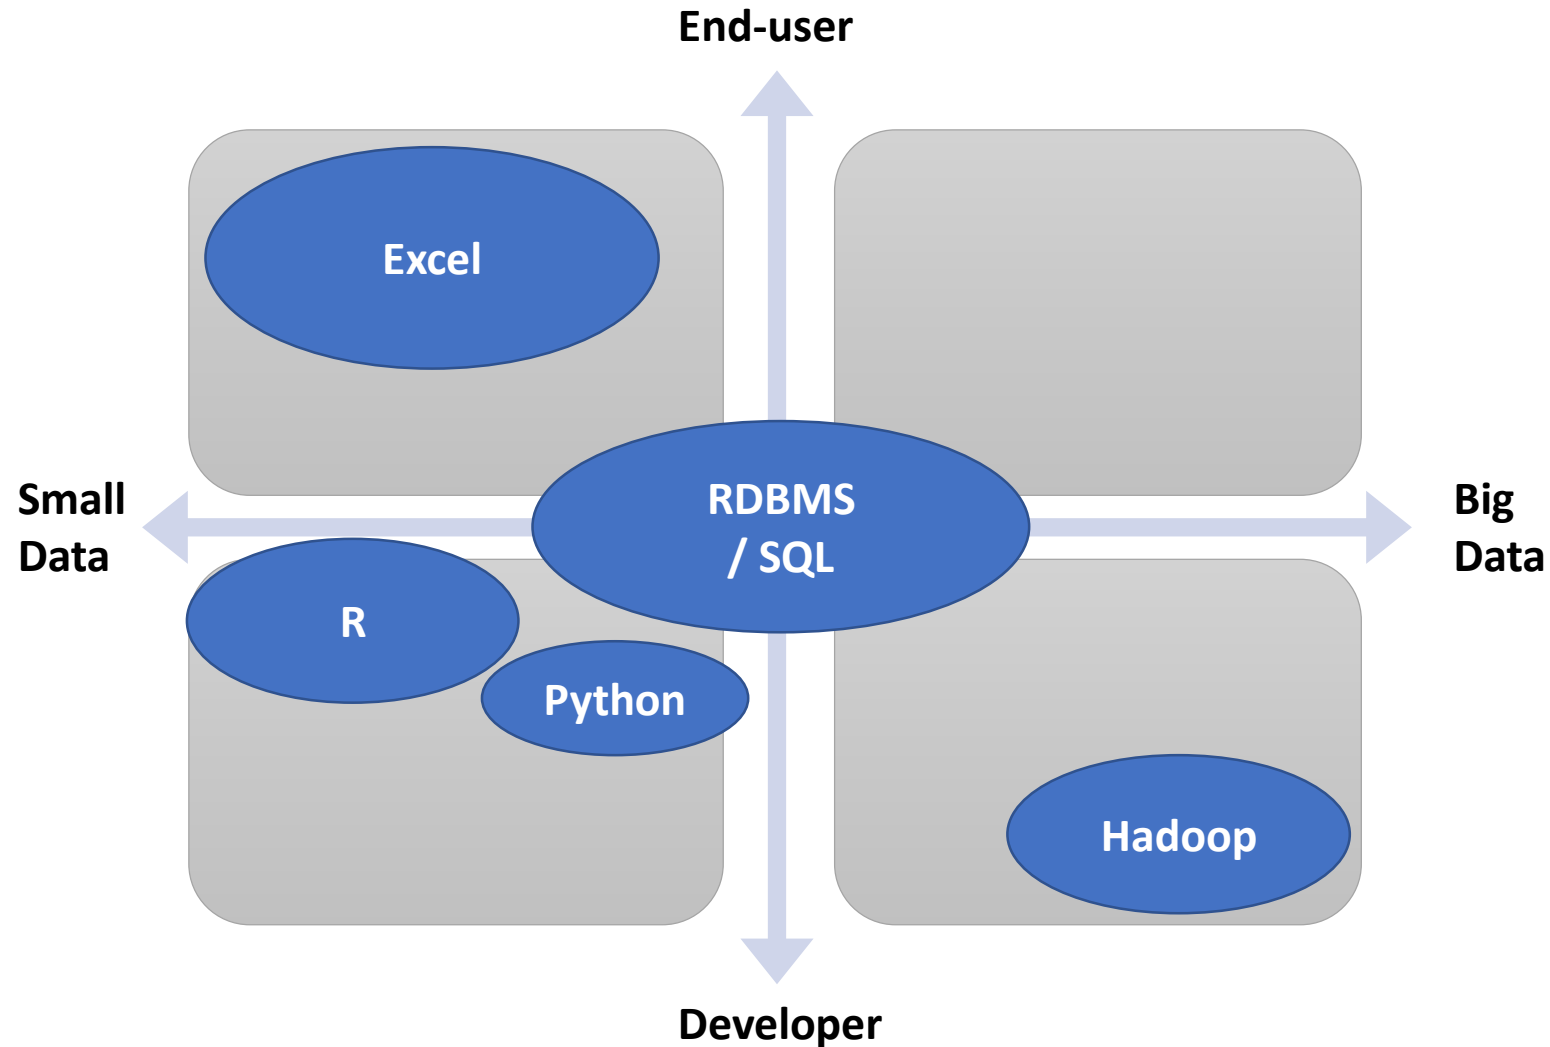 End-user
Excel
Small
Data
RDBMS
/ SQL
Big
Data
R
Python
Hadoop
Developer